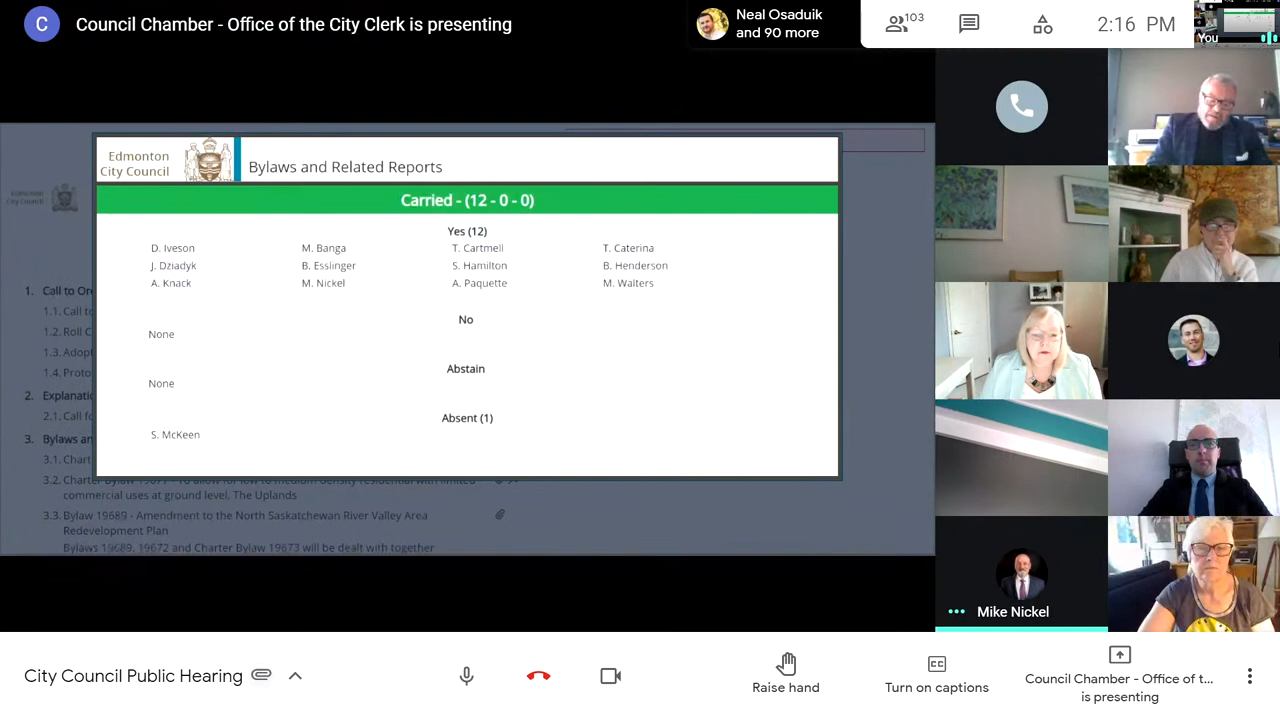 C
Council Chamber - Office of the City Clerk is presenting
Neal Osaduik
and 90 more
103
2:16 PM
You
Edmonton
City Council
Bylaws and Related Reports
Carried - (12 - 0 - 0)
Yes (12)
D. Iveson M. Banga T. Cartmell T. Caterina
J. Dziadyk B. Esslinger S. Hamilton B. Henderson
A. Knack M. Nickel A. Paquette M. Walters
No
None
Abstain
None
Absent (1)
S. McKeen
Edmonton
City Council
1. Call to Or
1.1. Call to
1.2. Roll C
1.3. Adopt
1.4. Proto
2. Explanatio
2.1. Call fo
3. Bylaws an
3.1. Chart
3.2. Charter Bylaw 19671 - To allow for low to medium density residential with limited
commercial uses at ground level, The Uplands
3.3. Bylaw 19689 - Amendment to the North Saskatchewan River Valley Area
Redevelopment Plan
Bylaws 19689, 19672 and Charter Bylaw 19673 will be dealt with together
Mike Nickel
City Council Public Hearing
Raise hand
CC
Turn on captions
Council Chamber - Office of t...
is presenting